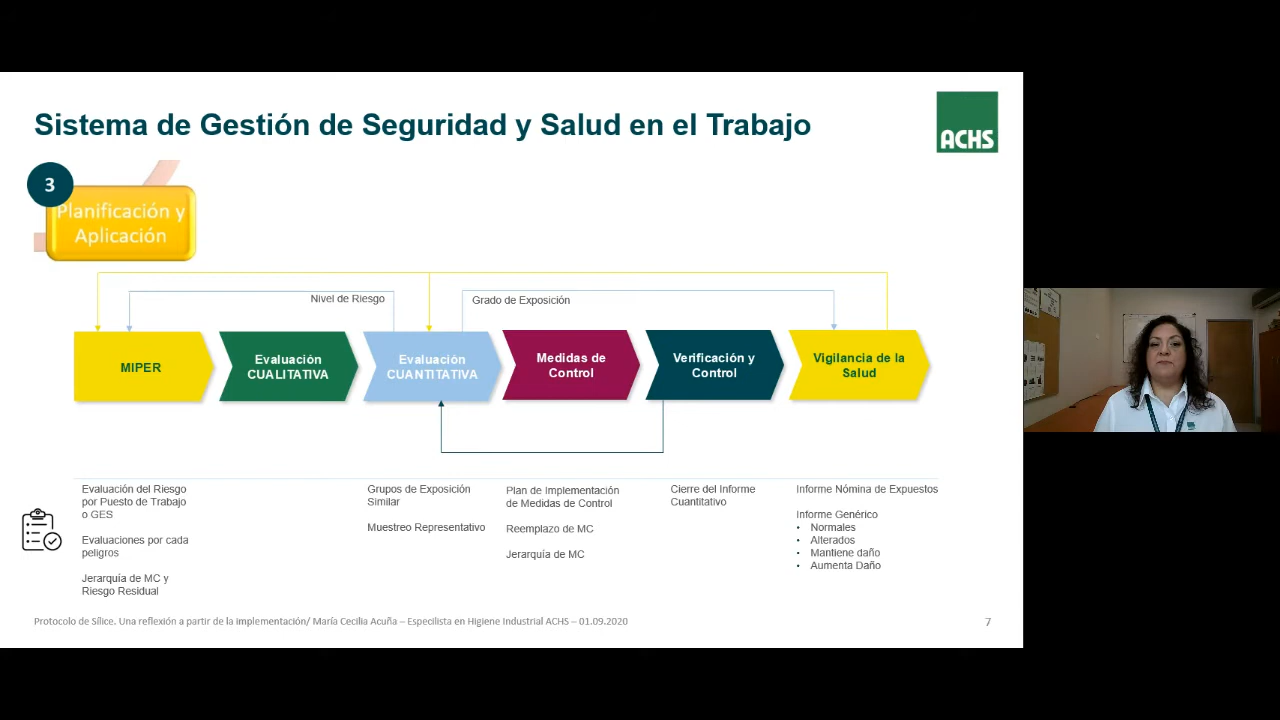 Sistema de Gestión de Seguridad y Salud en el Trabajo
ACHS
3
Planificación y
Aplicación
Nivel de Riesgo
Grado de Exposición
MIPER
Evaluación
CUALITATIVA
Evaluación
CUANTITATIVA
Medidas de
Control
Verificación y
Control
Vigilancia de la
Salud
Evaluación del Riesgo
por Puesto de Trabajo
o GES
Evaluaciones por cada
peligros
Jerarquía de MC y
Riesgo Residual
Grupos de Exposición
Similar
Muestreo Representativo
Plan de Implementación
de Medidas de Control
Reemplazo de MC
Jerarquía de MC
Cierre del Informe
Cuantitativo
Informe Nómina de Expuestos
Informe Genérico
• Normales
• Alterados
• Mantiene daño
• Aumenta Daño
Protocolo de Sílice. Una reflexión a partir de la implementación/ María Cecilia Acuña – Especilista en Higiene Industrial ACHS – 01.09.2020
7